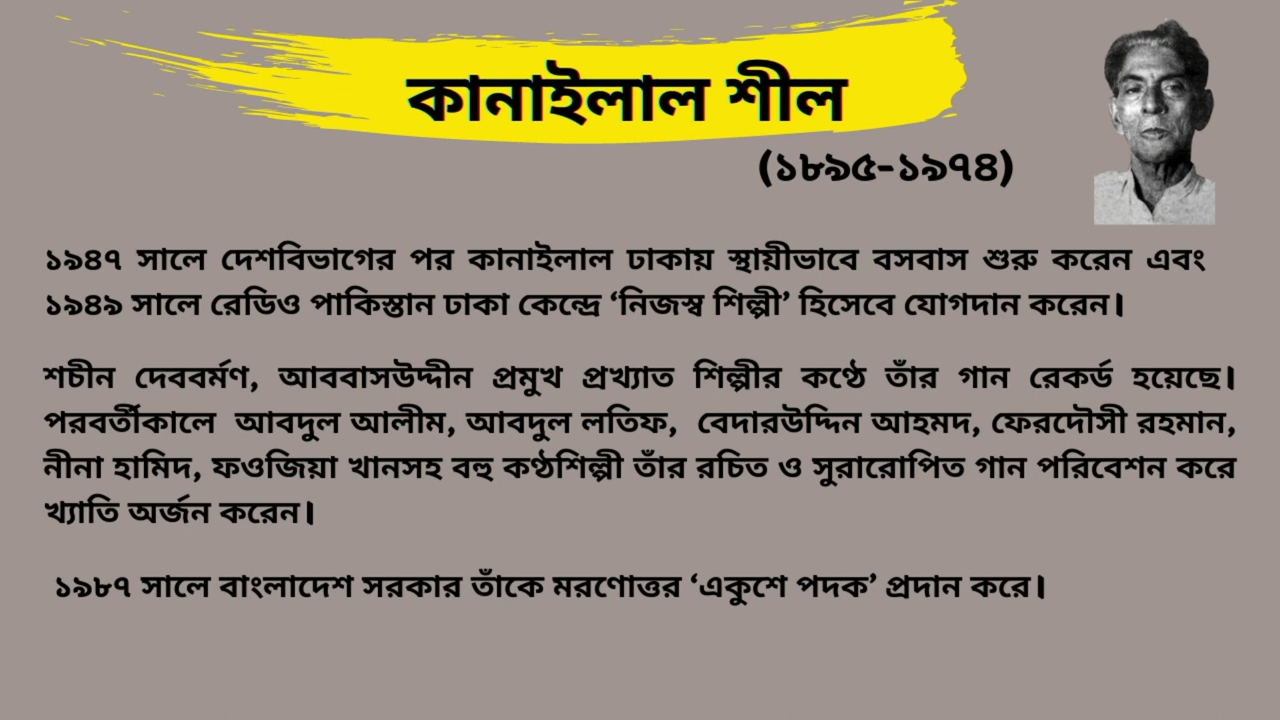 কানাইলাল শীল
(১৮৯৫-১৯৭৪)
১৯৪৭ সালে দেশবিভাগের পর কানাইলাল ঢাকায় স্থায়ীভাবে বসবাস শুরু করেন এবং
১৯৪৯ সালে রেডিও পাকিস্তান ঢাকা কেন্দ্রে ‘নিজস্ব শিল্পী’ হিসেবে যোগদান করেন।
শচীন দেববর্মণ, আববাসউদ্দীন প্রমুখ প্রখ্যাত শিল্পীর কণ্ঠে তাঁর গান রেকর্ড হয়েছে।
পরবর্তীকালে আবদুল আলীম, আবদুল লতিফ, বেদারউদ্দিন আহমদ, ফেরদৌসী রহমান,
নীনা হামিদ, ফওজিয়া খানসহ বহু কণ্ঠশিল্পী তাঁর রচিত ও সুরারোপিত গান পরিবেশন করে
খ্যাতি অর্জন করেন।
১৯৮৭ সালে বাংলাদেশ সরকার তাঁকে মরণোত্তর ‘একুশে পদক’ প্রদান করে।